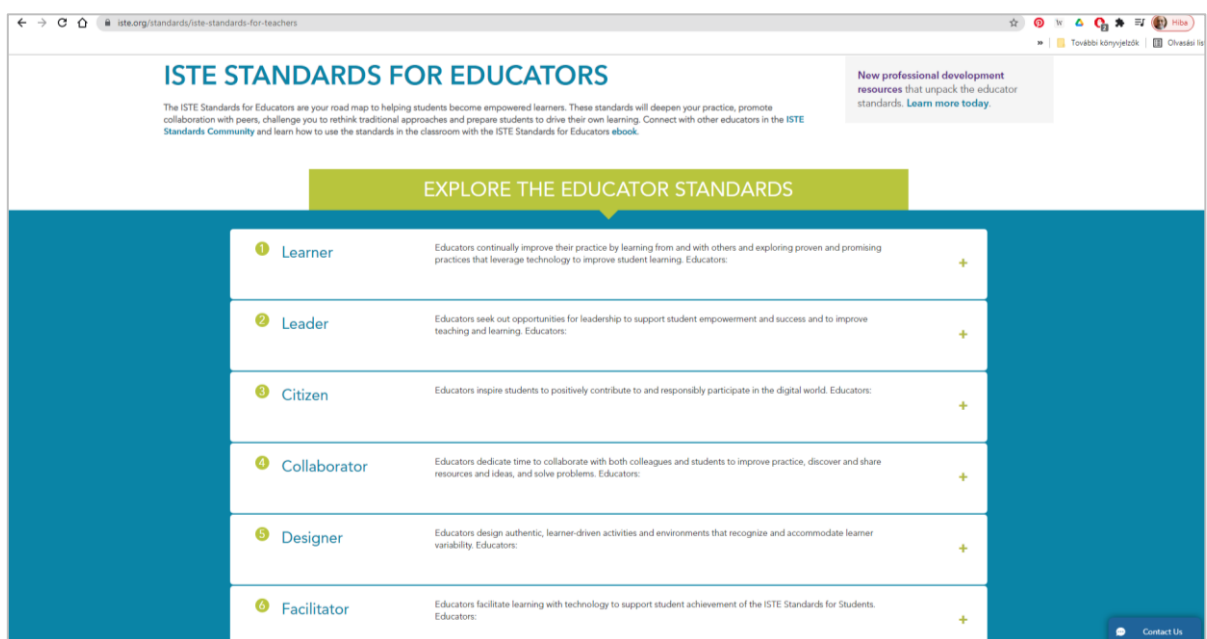 iste.org/standards/iste-standards-for-teachers
Hiba
További könyvjelzők
Olvasási lis
ISTE STANDARDS FOR EDUCATORS
The ISTE Standards for Educators are your road map to helping students become empowered learners. These standards will deepen your practice, promote
collaboration with peers, challenge you to rethink traditional approaches and prepare students to drive their own learning. Connect with other educators in the ISTE
Standards Community and learn how to use the standards in the classroom with the ISTE Standards for Educators ebook.
New professional development
resources that unpack the educator
standards. Learn more today.
EXPLORE THE EDUCATOR STANDARDS
1 Learner
Educators continually improve their practice by learning from and with others and exploring proven and promising
practices that leverage technology to improve student learning. Educators:
+
2 Leader
Educators seek out opportunities for leadership to support student empowerment and success and to improve
teaching and learning. Educators:
+
3 Citizen
Educators inspire students to positively contribute to and responsibly participate in the digital world. Educators:
+
4 Collaborator
Educators dedicate time to collaborate with both colleagues and students to improve practice, discover and share
resources and ideas, and solve problems. Educators:
+
5 Designer
Educators design authentic, learner-driven activities and environments that recognize and accommodate learner
variability. Educators:
+
6 Facilitator
Educators facilitate learning with technology to support student achievement of the ISTE Standards for Students.
Educators:
+
Contact Us